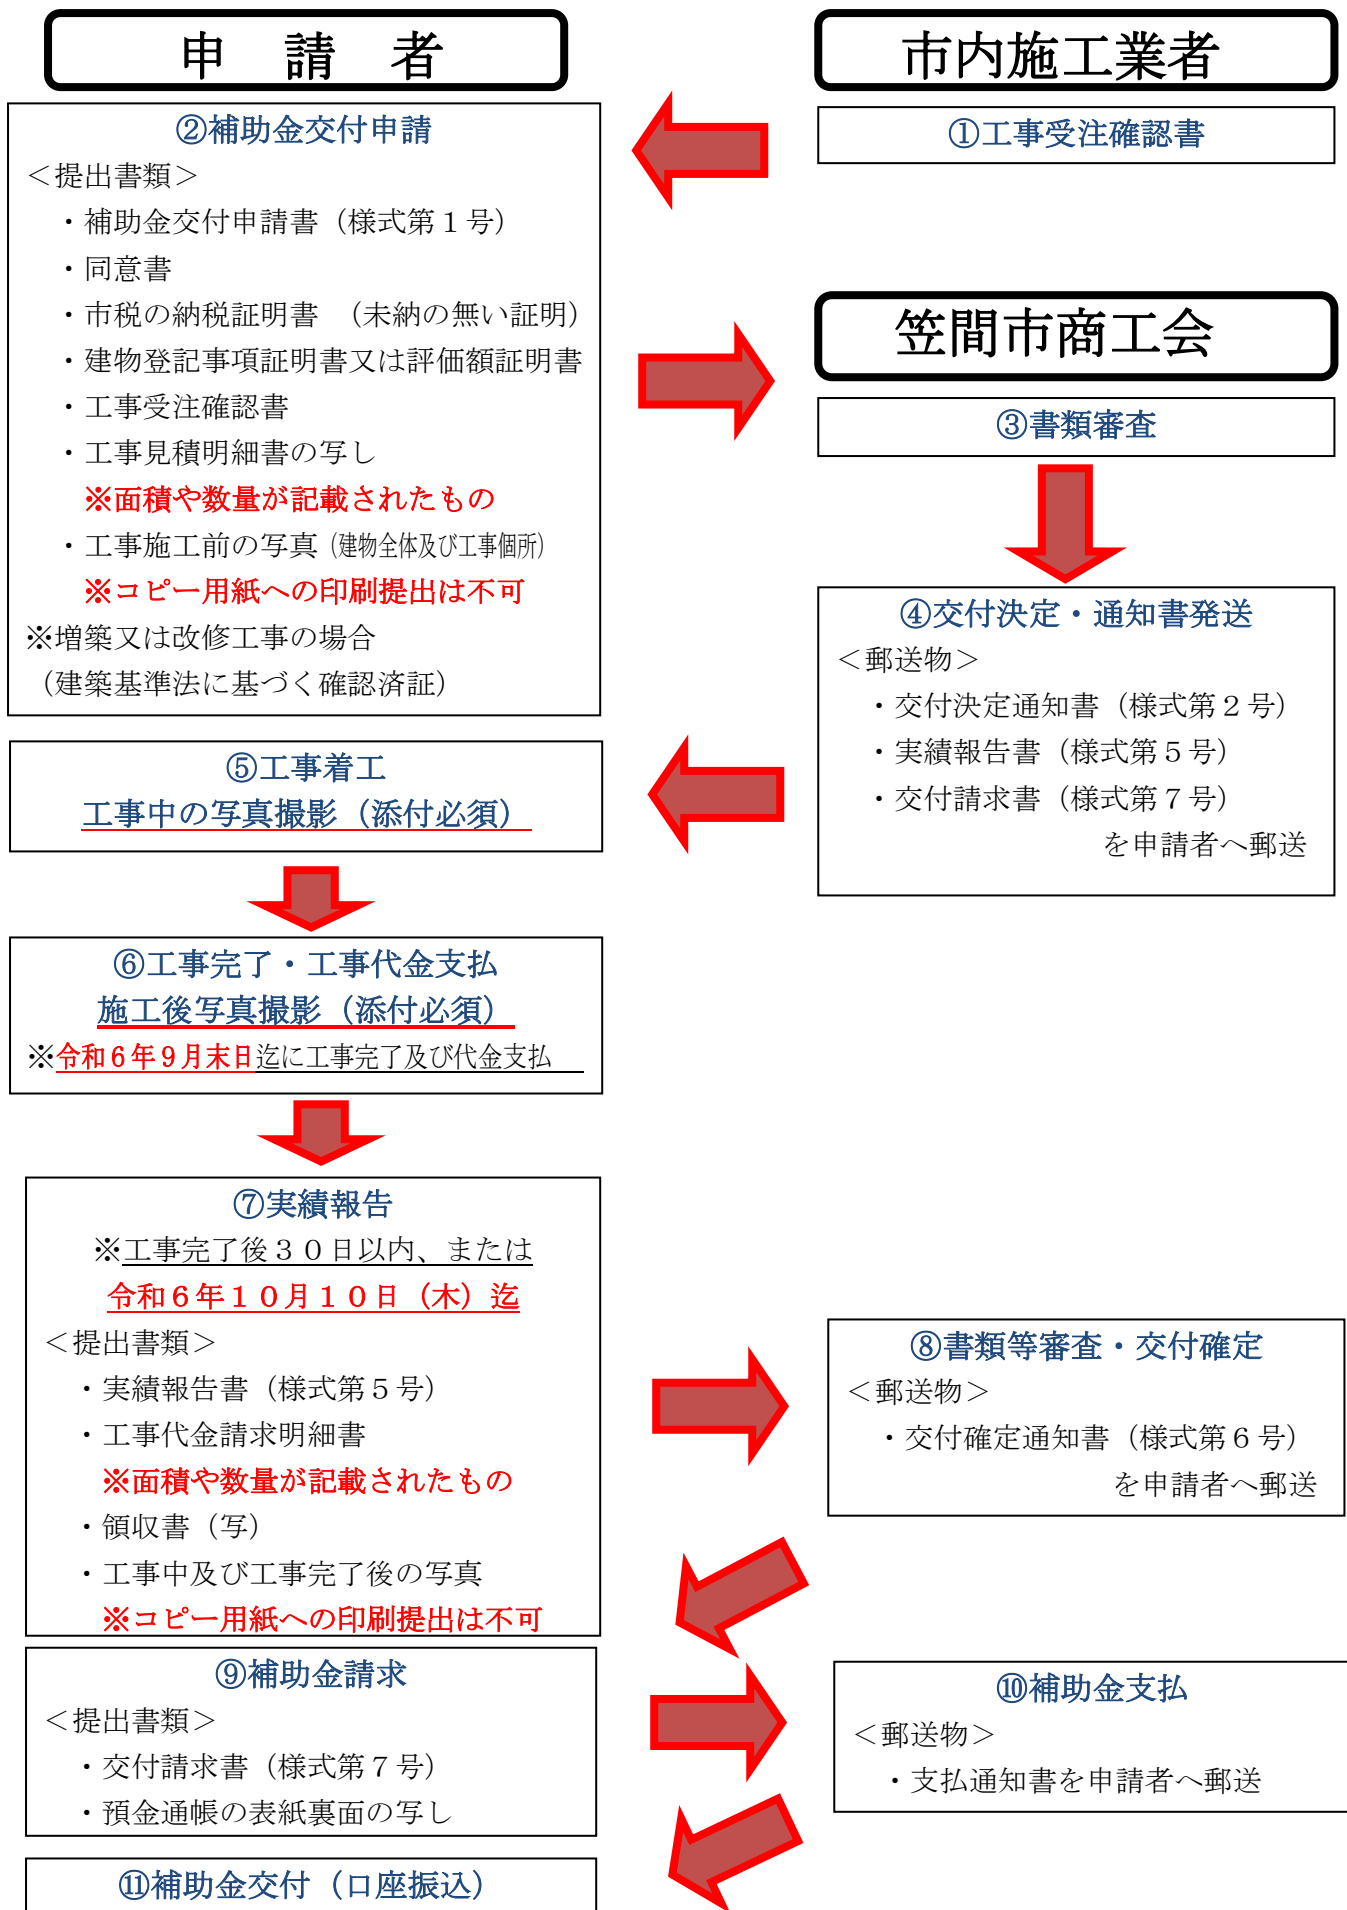 申　請　者
市内施工業者
①工事受注確認書
②補助金交付申請
＜提出書類＞
・補助金交付申請書（様式第１号）
・同意書
・市税の納税証明書　（未納の無い証明）
・建物登記事項証明書又は評価額証明書
・工事受注確認書
・工事見積明細書の写し
※面積や数量が記載されたもの
・工事施工前の写真（建物全体及び工事個所）
※コピー用紙への印刷提出は不可
※増築又は改修工事の場合
（建築基準法に基づく確認済証）
笠間市商工会
③書類審査
④交付決定・通知書発送
＜郵送物＞
・交付決定通知書（様式第２号）
・実績報告書（様式第５号）
・交付請求書（様式第７号）
を申請者へ郵送
⑤工事着工
工事中の写真撮影（添付必須）
⑥工事完了・工事代金支払
施工後写真撮影（添付必須）
※令和６年９月末日迄に工事完了及び代金支払
⑦実績報告
※工事完了後３０日以内、または
令和６年１０月１０日（木）迄
＜提出書類＞
・実績報告書（様式第５号）
・工事代金請求明細書
※面積や数量が記載されたもの
・領収書（写）
・工事中及び工事完了後の写真
※コピー用紙への印刷提出は不可
⑧書類等審査・交付確定
＜郵送物＞
・交付確定通知書（様式第６号）
を申請者へ郵送
⑨補助金請求
＜提出書類＞
・交付請求書（様式第７号）
・預金通帳の表紙裏面の写し
⑩補助金支払
＜郵送物＞
・支払通知書を申請者へ郵送
⑪補助金交付（口座振込）